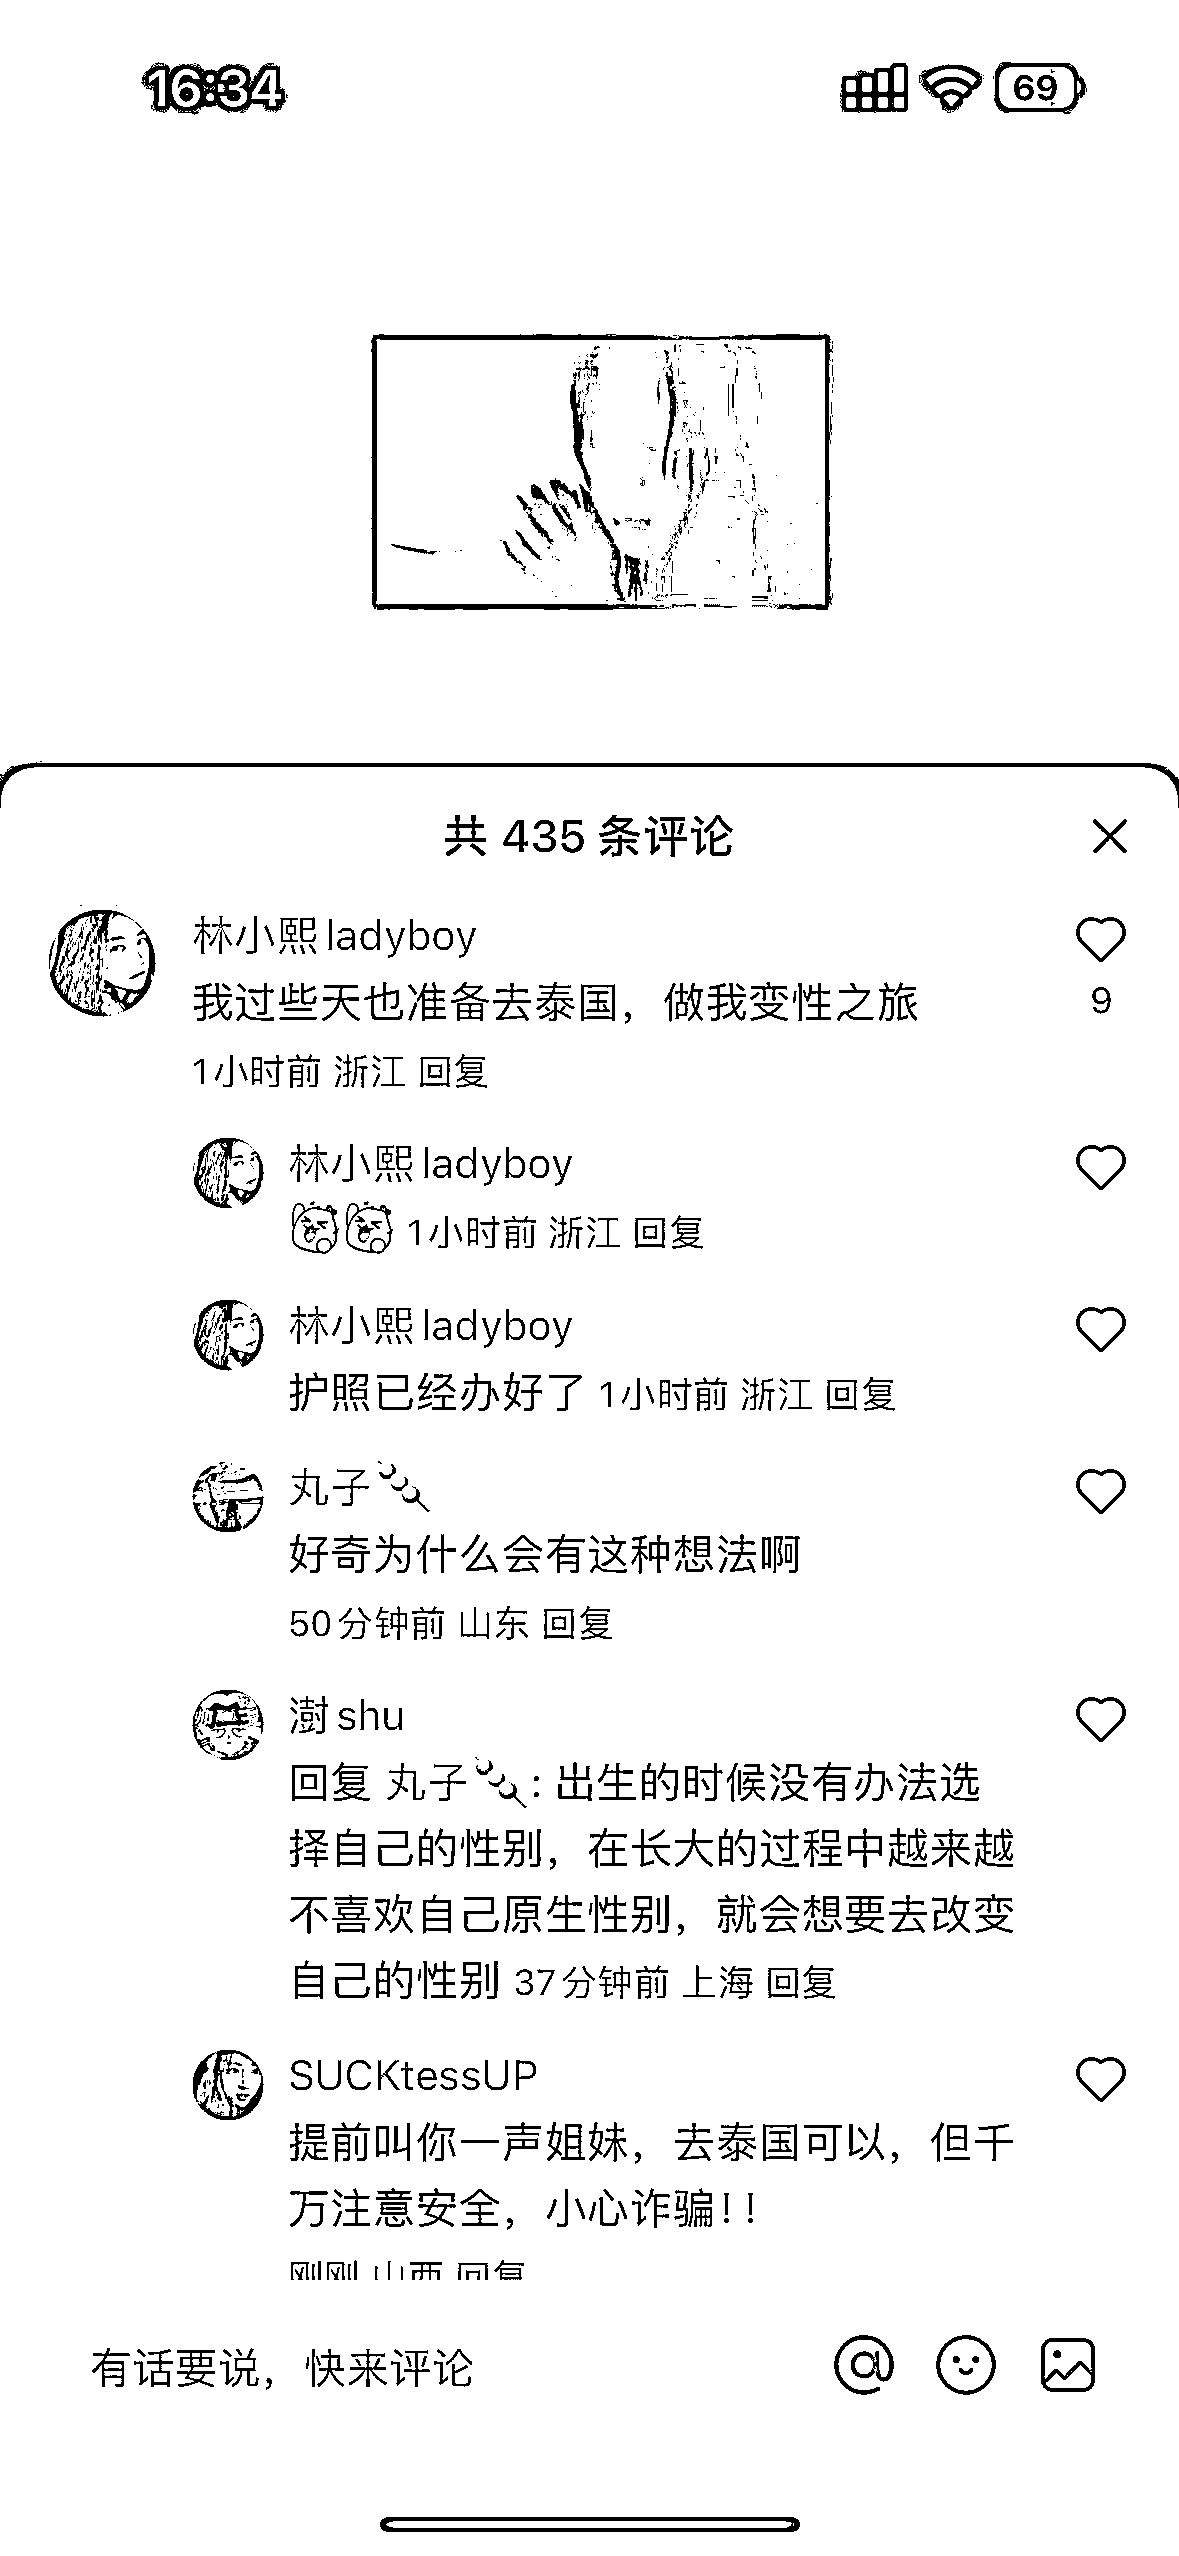 16:34
69
共 435 条评论
林小熙ladyboy
我过些天也准备去泰国，做我变性之旅
9
1小时前 浙江 回复
林小熙ladyboy
1小时前 浙江 回复
林小熙ladyboy
护照已经办好了 1小时前 浙江 回复
丸子🍡
好奇为什么会有这种想法啊
50分钟前 山东 回复
澍shu
回复 丸子🍡: 出生的时候没有办法选
择自己的性别，在长大的过程中越来越
不喜欢自己原生性别，就会想要去改变
自己的性别 37分钟前 上海 回复
SUCKtessUP
提前叫你一声姐妹，去泰国可以，但千
万注意安全，小心诈骗!!
刚刚 山西 回复
有话要说，快来评论